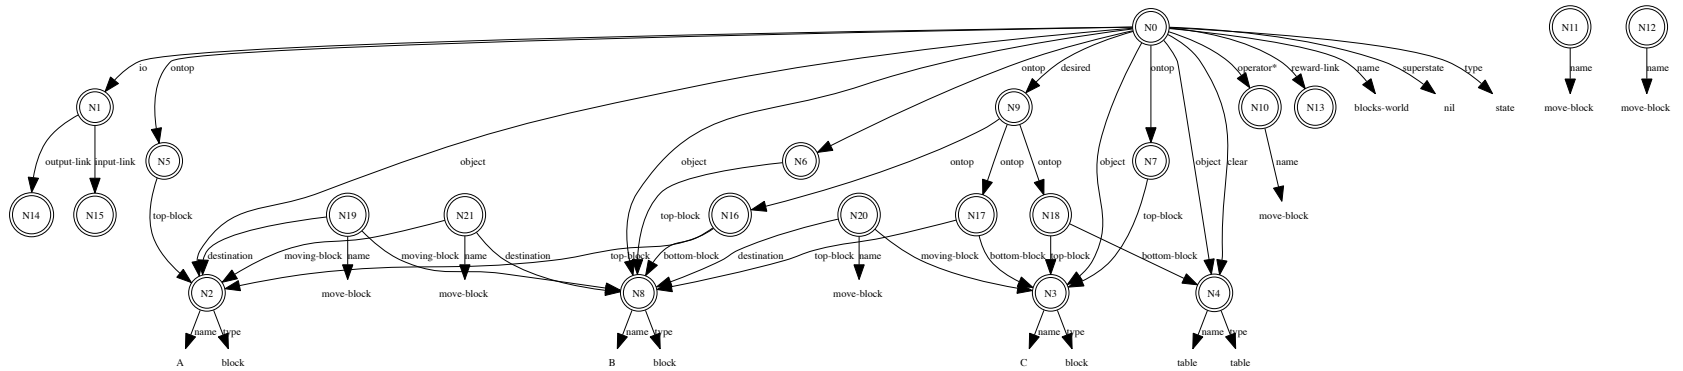 N0 N11 N12
io ontop ontop desired ontop operator* reward-link name superstate type name name
N1 N9 N10 N13 blocks-world nil state move-block move-block
output-link input-link N5 object object N6 ontop ontop ontop object N7 object clear name
N14 N15 top-block N19 N21 top-block N16 N20 N17 N18 top-block move-block
destination moving-block name moving-block name destination top-block bottom-block destination name top-block moving-block bottom-block top-block bottom-block
N2 move-block move-block N8 move-block N3 N4
name type name type name type name type
A block B block C block table table